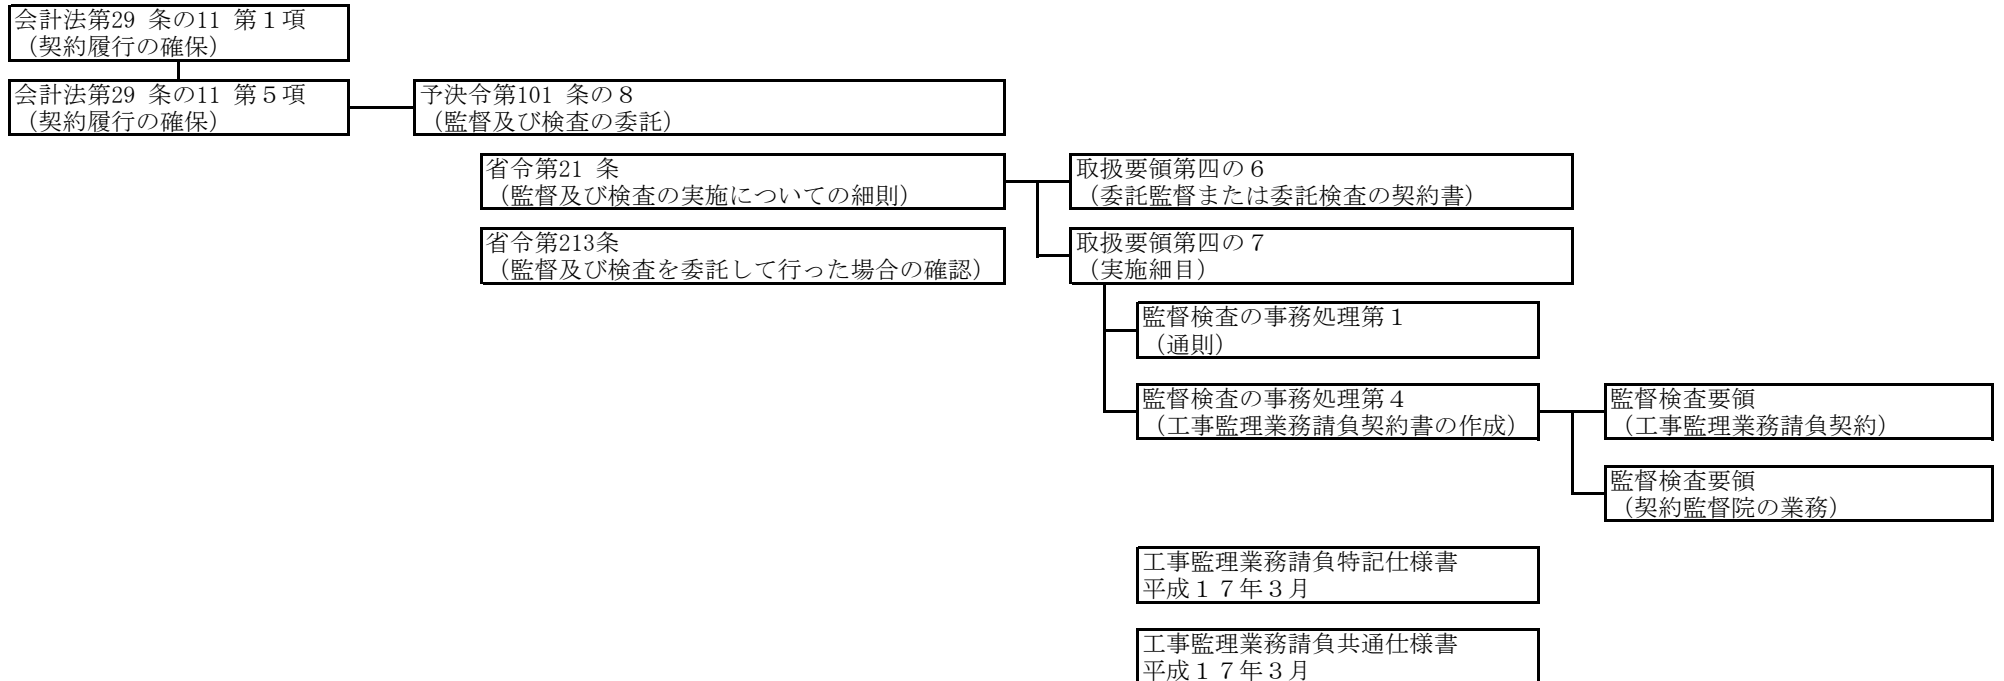 会計法第29 条の11 第１項
（契約履行の確保）
会計法第29 条の11 第５項
（契約履行の確保）
予決令第101 条の８
（監督及び検査の委託）
省令第21 条
（監督及び検査の実施についての細則）
取扱要領第四の６
（委託監督または委託検査の契約書）
省令第213条
（監督及び検査を委託して行った場合の確認）
取扱要領第四の７
（実施細目）
監督検査の事務処理第１
（通則）
監督検査の事務処理第４
（工事監理業務請負契約書の作成）
監督検査要領
（工事監理業務請負契約）
監督検査要領
（契約監督院の業務）
工事監理業務請負特記仕様書
平成１７年３月
工事監理業務請負共通仕様書
平成１７年３月